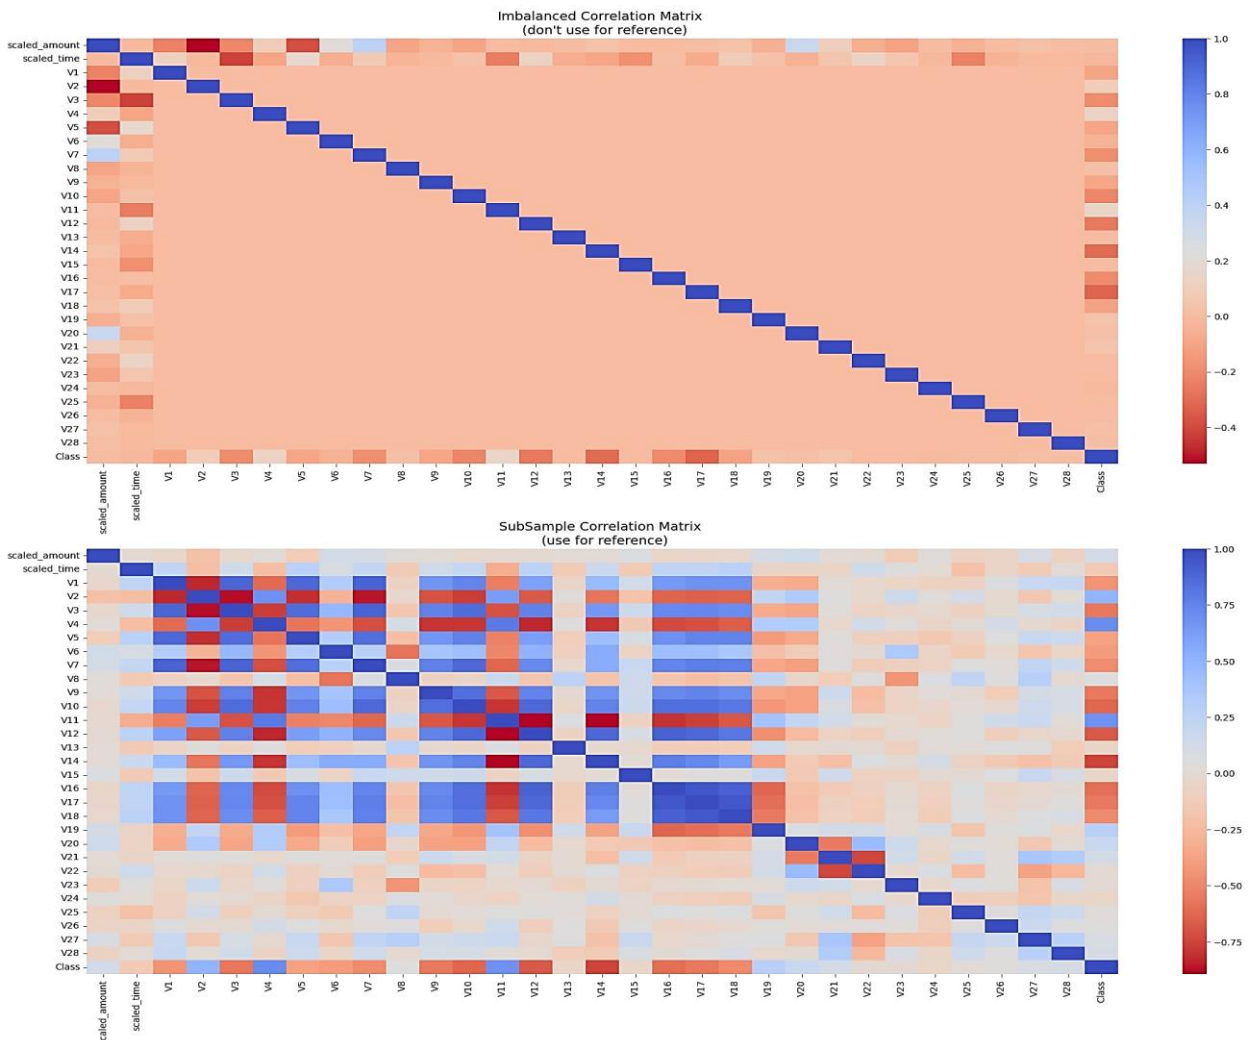 Imbalanced Correlation Matrix
(don't use for reference)
scaled_amount
scaled_time
V1
V2
V3
V4
V5
V6
V7
V8
V9
V10
V11
V12
V13
V14
V15
V16
V17
V18
V19
V20
V21
V22
V23
V24
V25
V26
V27
V28
Class
scaled_amount scaled_time V1 V2 V3 V4 V5 V6 V7 V8 V9 V10 V11 V12 V13 V14 V15 V16 V17 V18 V19 V20 V21 V22 V23 V24 V25 V26 V27 V28 Class
1.0
0.8
0.6
0.4
0.2
0.0
−0.2
−0.4
SubSample Correlation Matrix
(use for reference)
scaled_amount
scaled_time
V1
V2
V3
V4
V5
V6
V7
V8
V9
V10
V11
V12
V13
V14
V15
V16
V17
V18
V19
V20
V21
V22
V23
V24
V25
V26
V27
V28
Class
scaled_amount scaled_time V1 V2 V3 V4 V5 V6 V7 V8 V9 V10 V11 V12 V13 V14 V15 V16 V17 V18 V19 V20 V21 V22 V23 V24 V25 V26 V27 V28 Class
1.00
0.75
0.50
0.25
0.00
−0.25
−0.50
−0.75